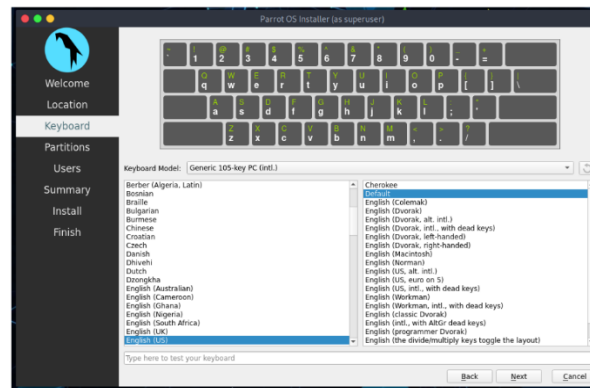 Parrot OS Installer (as superuser)
Welcome
Location
Keyboard
Partitions
Users
Summary
Install
Finish
~ ! @ # $ % ^ & * ( ) _ +
` 1 2 3 4 5 6 7 8 9 0 - =
Q W E R T Y U I O P { } |
q w e r t y u i o p [ ] \
A S D F G H J K L : "
a s d f g h j k l ; '
Z X C V B N M < > ?
z x c v b n m , . /
Keyboard Model: Generic 105-key PC (intl.)
Berber (Algeria, Latin)
Bosnian
Braille
Bulgarian
Burmese
Chinese
Croatian
Czech
Danish
Dhivehi
Dutch
Dzongkha
English (Australian)
English (Cameroon)
English (Ghana)
English (Nigeria)
English (South Africa)
English (UK)
English (US)
Cherokee
Default
English (Colemak)
English (Dvorak)
English (Dvorak, alt. intl.)
English (Dvorak, intl., with dead keys)
English (Dvorak, left-handed)
English (Dvorak, right-handed)
English (Macintosh)
English (Norman)
English (US, alt. intl.)
English (US, euro on 5)
English (US, intl., with dead keys)
English (Workman)
English (Workman, intl., with dead keys)
English (classic Dvorak)
English (intl., with AltGr dead keys)
English (programmer Dvorak)
English (the divide/multiply keys toggle the layout)
Type here to test your keyboard
Back Next Cancel